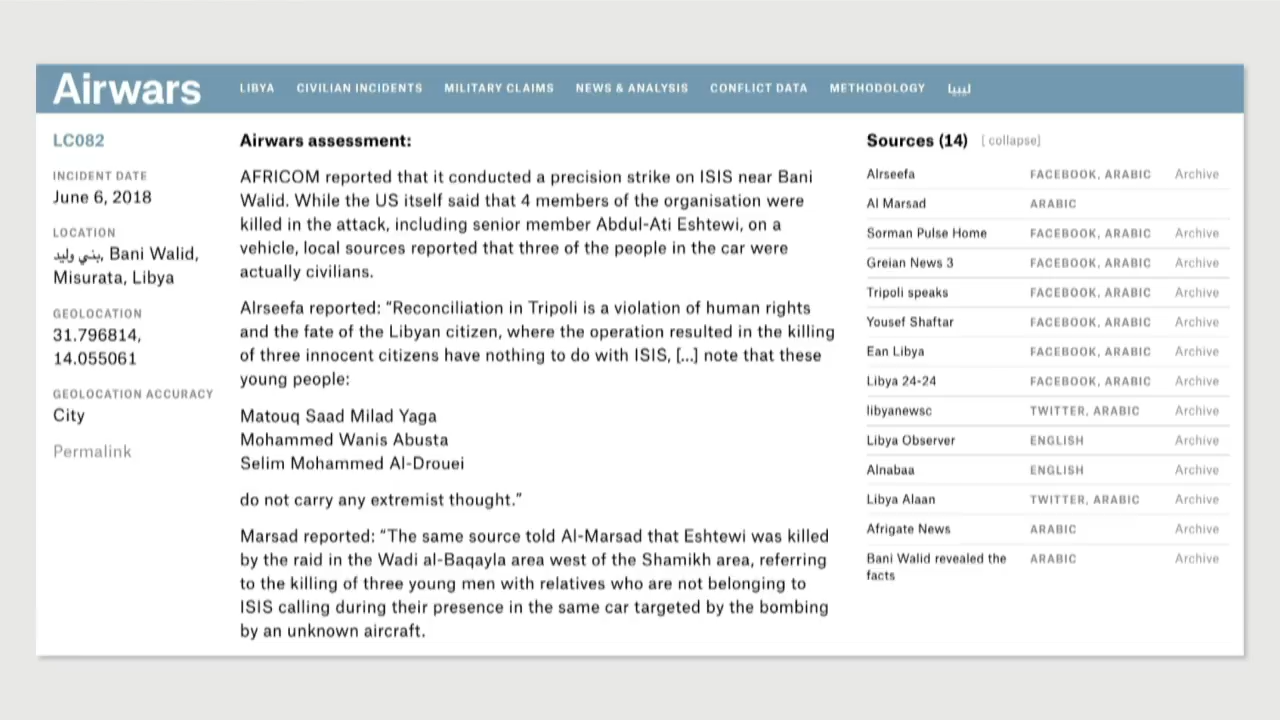 Airwars
LIBYA CIVILIAN INCIDENTS MILITARY CLAIMS NEWS & ANALYSIS CONFLICT DATA METHODOLOGY ليبيا
LC082
INCIDENT DATE
June 6, 2018
LOCATION
بني وليد, Bani Walid,
Misurata, Libya
GEOLOCATION
31.796814,
14.055061
GEOLOCATION ACCURACY
City
Permalink
Airwars assessment:
AFRICOM reported that it conducted a precision strike on ISIS near Bani
Walid. While the US itself said that 4 members of the organisation were
killed in the attack, including senior member Abdul-Ati Eshtewi, on a
vehicle, local sources reported that three of the people in the car were
actually civilians.
Alrseefa reported: “Reconciliation in Tripoli is a violation of human rights
and the fate of the Libyan citizen, where the operation resulted in the killing
of three innocent citizens have nothing to do with ISIS, [...] note that these
young people:
Matouq Saad Milad Yaga
Mohammed Wanis Abusta
Selim Mohammed Al-Drouei
do not carry any extremist thought.”
Marsad reported: “The same source told Al-Marsad that Eshtewi was killed
by the raid in the Wadi al-Baqayla area west of the Shamikh area, referring
to the killing of three young men with relatives who are not belonging to
ISIS calling during their presence in the same car targeted by the bombing
by an unknown aircraft.
Sources (14) [ collapse]
Alrseefa FACEBOOK, ARABIC Archive
Al Marsad ARABIC
Sorman Pulse Home FACEBOOK, ARABIC Archive
Greian News 3 FACEBOOK, ARABIC Archive
Tripoli speaks FACEBOOK, ARABIC Archive
Yousef Shaftar FACEBOOK, ARABIC Archive
Ean Libya FACEBOOK, ARABIC Archive
Libya 24-24 FACEBOOK, ARABIC Archive
libyanewsc TWITTER, ARABIC Archive
Libya Observer ENGLISH Archive
Alnabaa ENGLISH Archive
Libya Alaan TWITTER, ARABIC Archive
Afrigate News ARABIC Archive
Bani Walid revealed the ARABIC Archive
facts